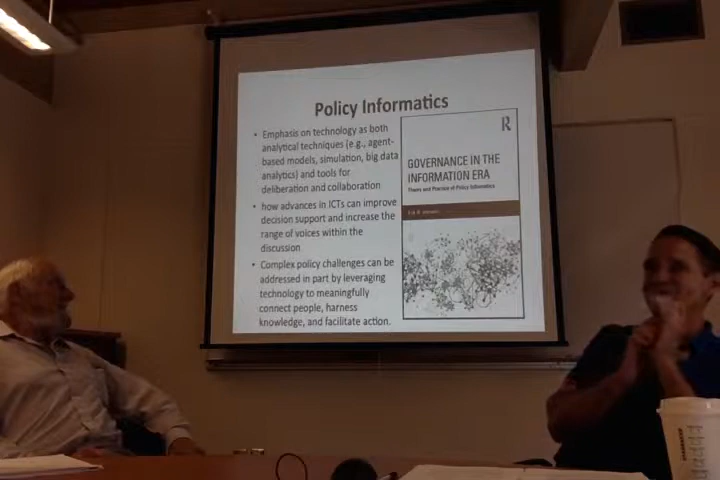 Policy Informatics
• Emphasis on technology as both
analytical techniques (e.g., agent-
based models, simulation, big data
analytics) and tools for
deliberation and collaboration
• how advances in ICTs can improve
decision support and increase the
range of voices within the
discussion
• Complex policy challenges can be
addressed in part by leveraging
technology to meaningfully
connect people, harness
knowledge, and facilitate action.
R
GOVERNANCE IN THE
INFORMATION ERA
Theory and Practice of Policy Informatics